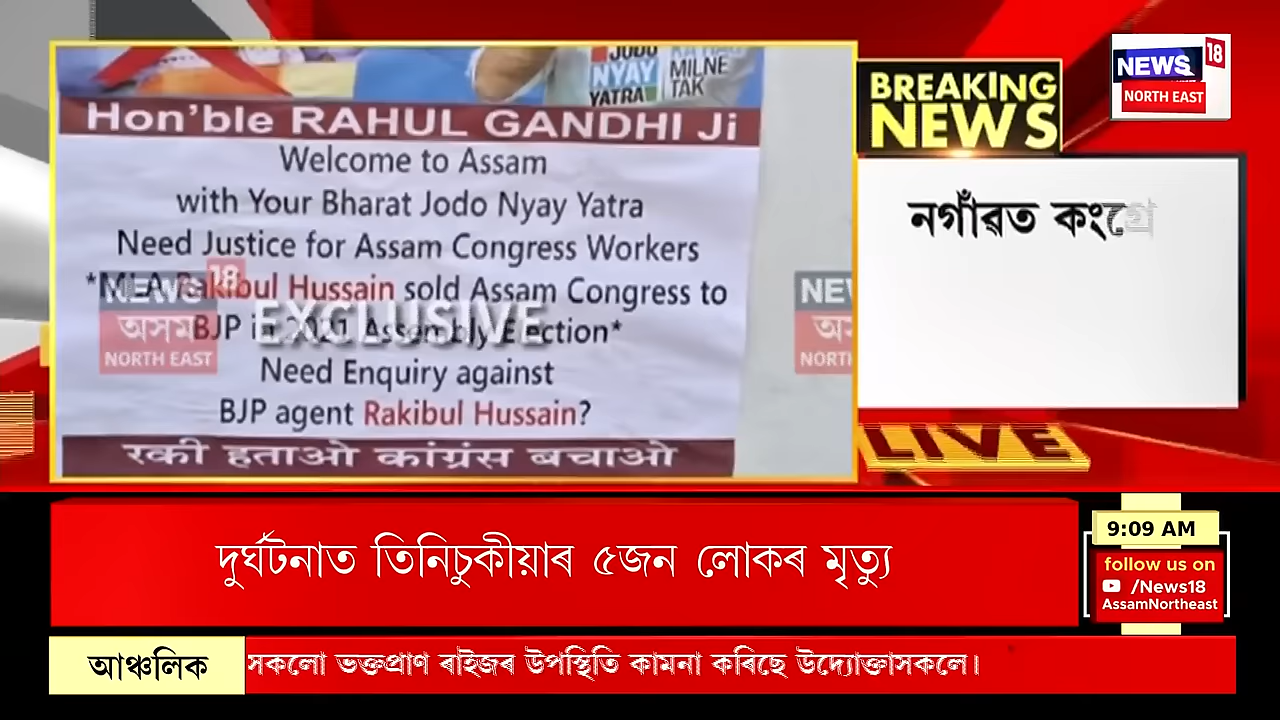 JODO
NYAY
YATRA
MILNE
TAK
Hon'ble RAHUL GANDHI Ji
Welcome to Assam
with Your Bharat Jodo Nyay Yatra
Need Justice for Assam Congress Workers
*MLA Rakibul Hussain sold Assam Congress to
BJP in 2021 Assembly Election*
Need Enquiry against
BJP agent Rakibul Hussain?
रकी हताओ कांग्रंस बचाओ
NEWS 18
অসম
NORTH EAST
EXCLUSIVE
BREAKING
NEWS
NEWS 18
NORTH EAST
নগাঁৱত কংগ্ৰে
LIVE
দুৰ্ঘটনাত তিনিচুকীয়াৰ ৫জন লোকৰ মৃত্যু
9:09 AM
follow us on
/News18
AssamNortheast
আঞ্চলিক
সকলো ভক্তপ্ৰাণ ৰাইজৰ উপস্থিতি কামনা কৰিছে উদ্যোক্তাসকলে।